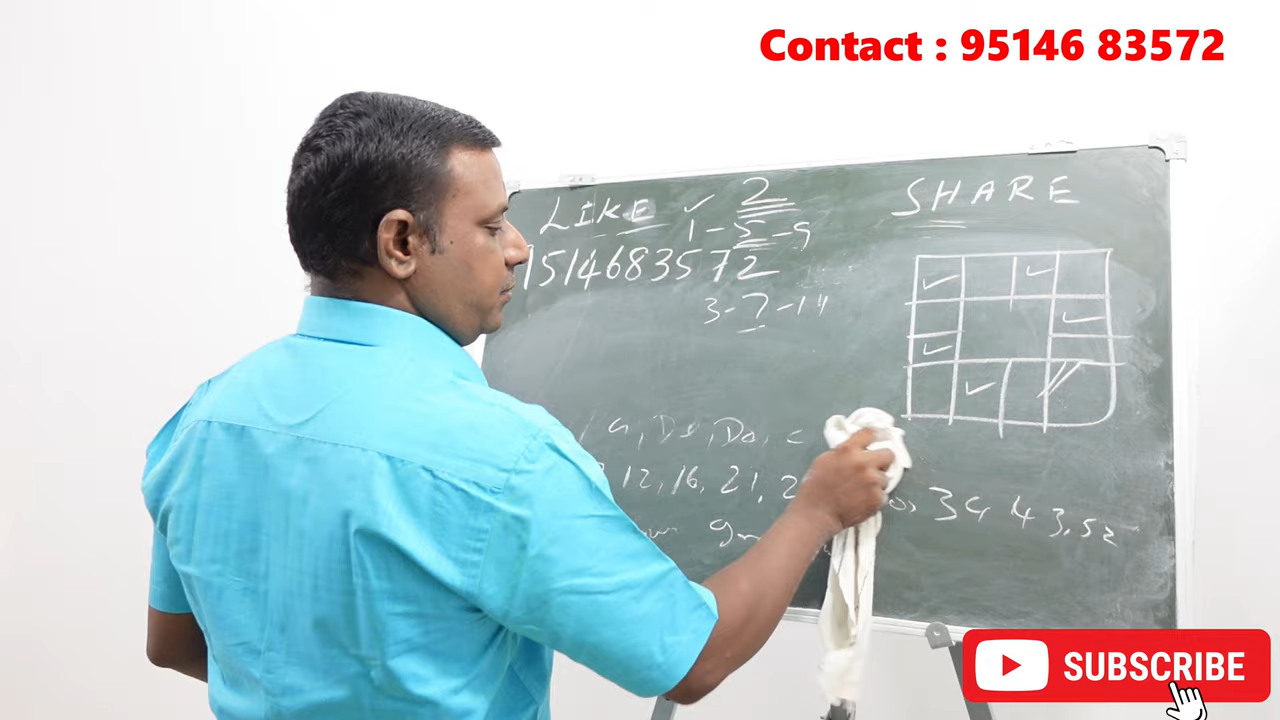 Contact : 95146 83572
LIKE ✓ 2
SHARE
1-5-9
9514683572
3-7-14
12, 16, 21, 2
34 43, 52
SUBSCRIBE